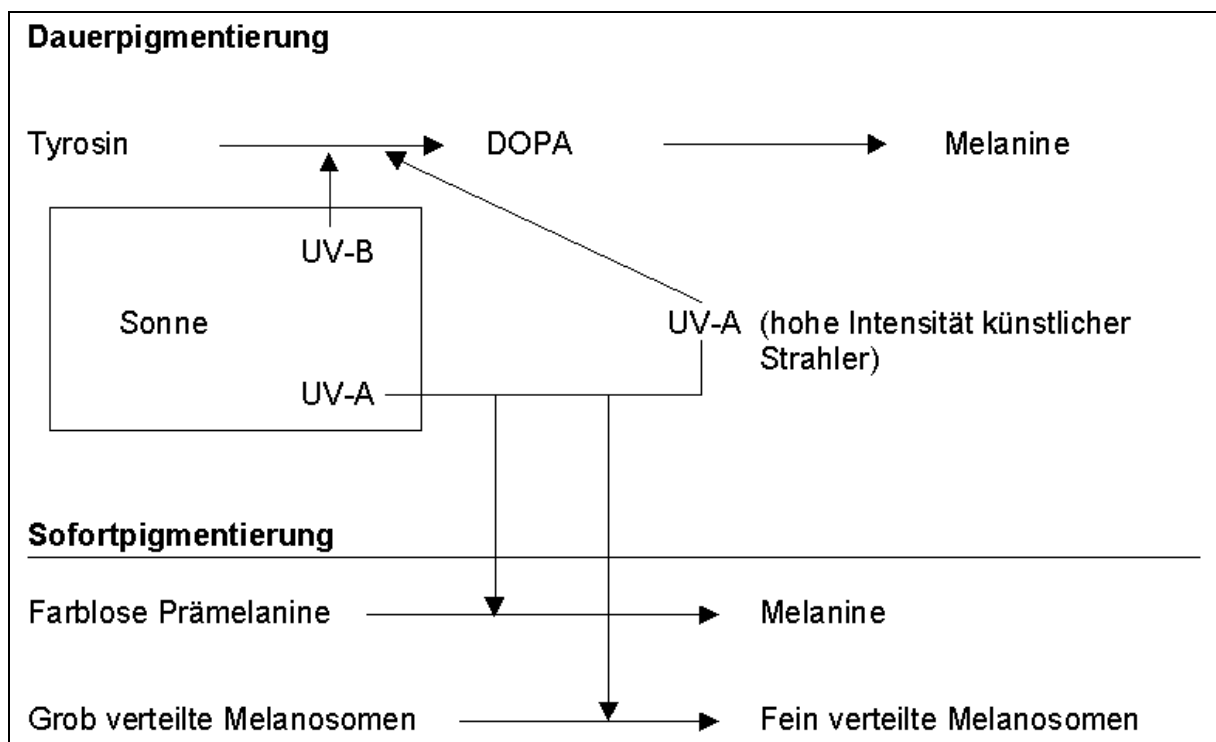 Dauerpigmentierung
Tyrosin DOPA Melanine
UV-B
Sonne
UV-A (hohe Intensität künstlicher
Strahler)
UV-A
Sofortpigmentierung
Farblose Prämelanine Melanine
Grob verteilte Melanosomen Fein verteilte Melanosomen